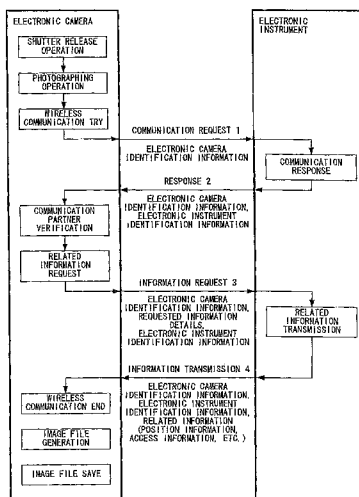 ELECTRONIC CAMERA
ELECTRONIC
INSTRUMENT
SHUTTER RELEASE
OPERATION
PHOTOGRAPHING
OPERATION
WIRELESS
COMMUNICATION TRY
COMMUNICATION REQUEST 1
ELECTRONIC CAMERA
IDENTIFICATION INFORMATION
COMMUNICATION
RESPONSE
RESPONSE 2
ELECTRONIC CAMERA
IDENTIFICATION INFORMATION,
ELECTRONIC INSTRUMENT
IDENTIFICATION INFORMATION
COMMUNICATION
PARTNER
VERIFICATION
RELATED
INFORMATION
REQUEST
INFORMATION REQUEST 3
ELECTRONIC CAMERA
IDENTIFICATION INFORMATION,
REQUESTED INFORMATION
DETAILS,
ELECTRONIC INSTRUMENT
IDENTIFICATION INFORMATION
RELATED
INFORMATION
TRANSMISSION
INFORMATION TRANSMISSION 4
ELECTRONIC CAMERA
IDENTIFICATION INFORMATION,
ELECTRONIC INSTRUMENT
IDENTIFICATION INFORMATION,
RELATED INFORMATION
(POSITION INFORMATION,
ACCESS INFORMATION, ETC.)
WIRELESS
COMMUNICATION END
IMAGE FILE
GENERATION
IMAGE FILE SAVE